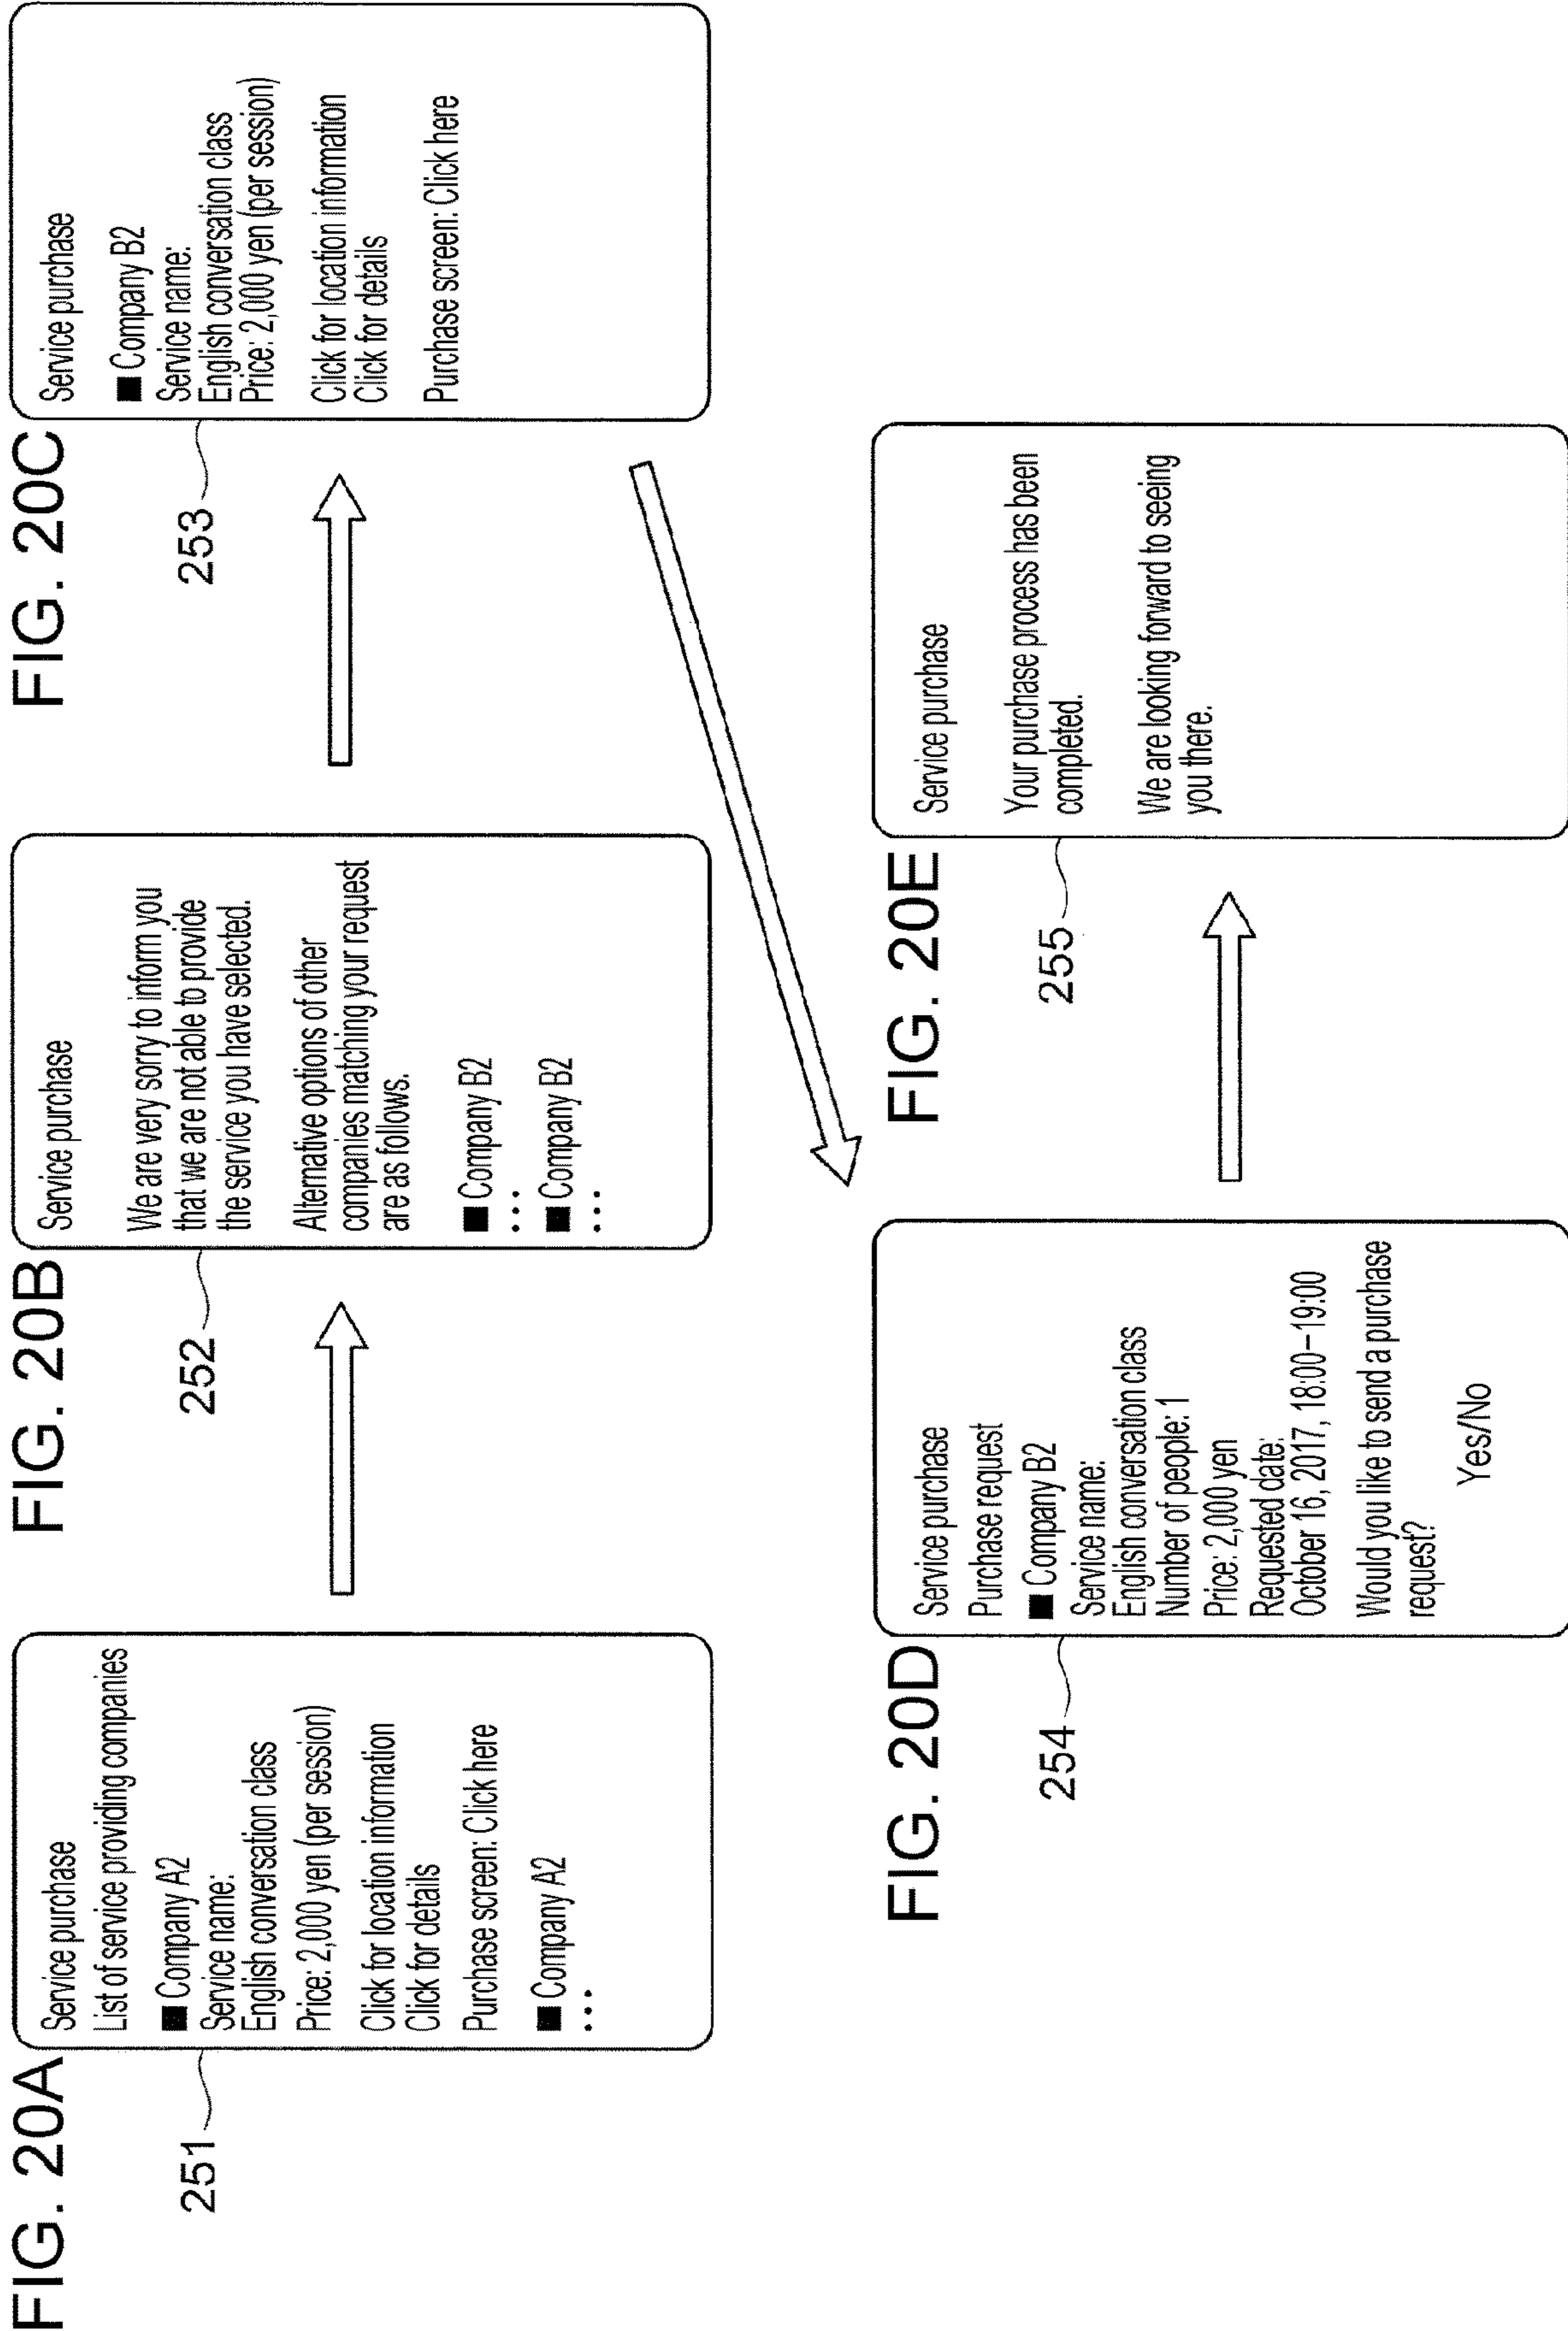 FIG. 20A
251
Service purchase
List of service providing companies
■ Company A2
Service name:
English conversation class
Price: 2,000 yen (per session)
Click for location information
Click for details
Purchase screen: Click here
■ Company A2
...
FIG. 20B
252
Service purchase
We are very sorry to inform you
that we are not able to provide
the service you have selected.
Alternative options of other
companies matching your request
are as follows.
■ Company B2
...
■ Company B2
...
FIG. 20C
253
Service purchase
■ Company B2
Service name:
English conversation class
Price: 2,000 yen (per session)
Click for location information
Click for details
Purchase screen: Click here
FIG. 20D
254
Service purchase
Purchase request
■ Company B2
Service name:
English conversation class
Number of people: 1
Price: 2,000 yen
Requested date:
October 16, 2017, 18:00–19:00
Would you like to send a purchase
request?
Yes/No
FIG. 20E
255
Service purchase
Your purchase process has been
completed.
We are looking forward to seeing
you there.